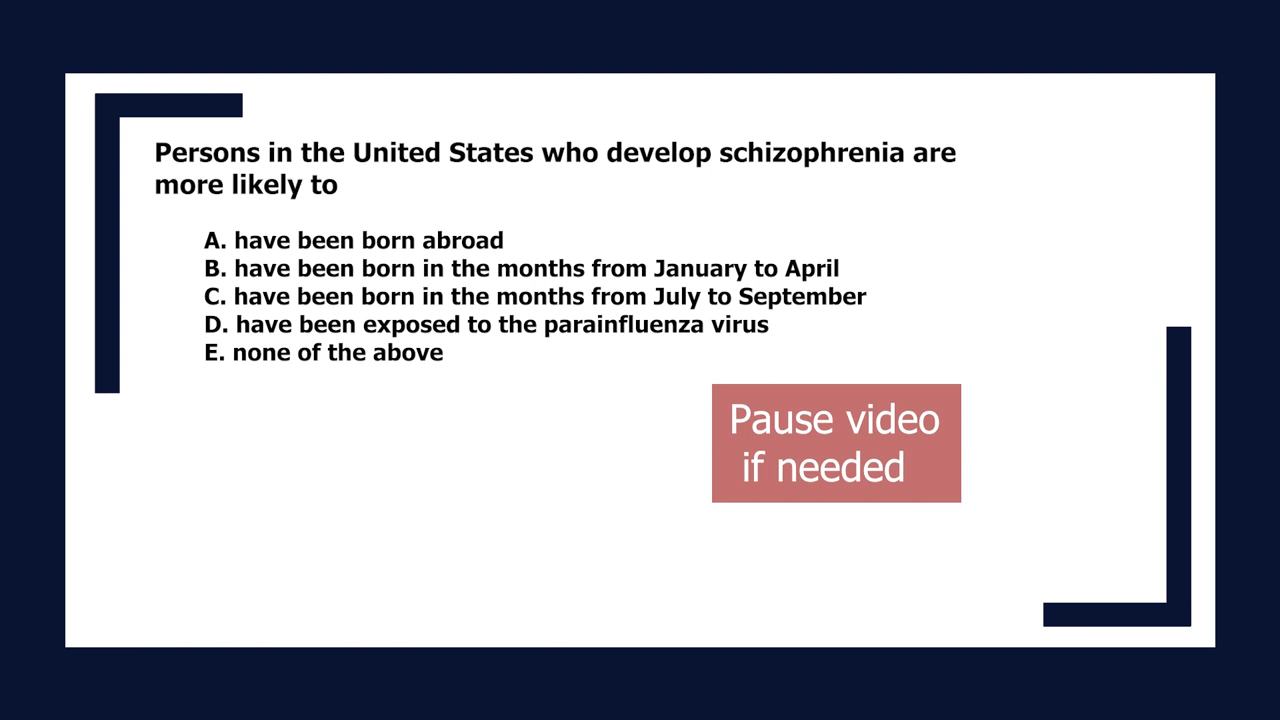 Persons in the United States who develop schizophrenia are
more likely to
A. have been born abroad
B. have been born in the months from January to April
C. have been born in the months from July to September
D. have been exposed to the parainfluenza virus
E. none of the above
Pause video
if needed